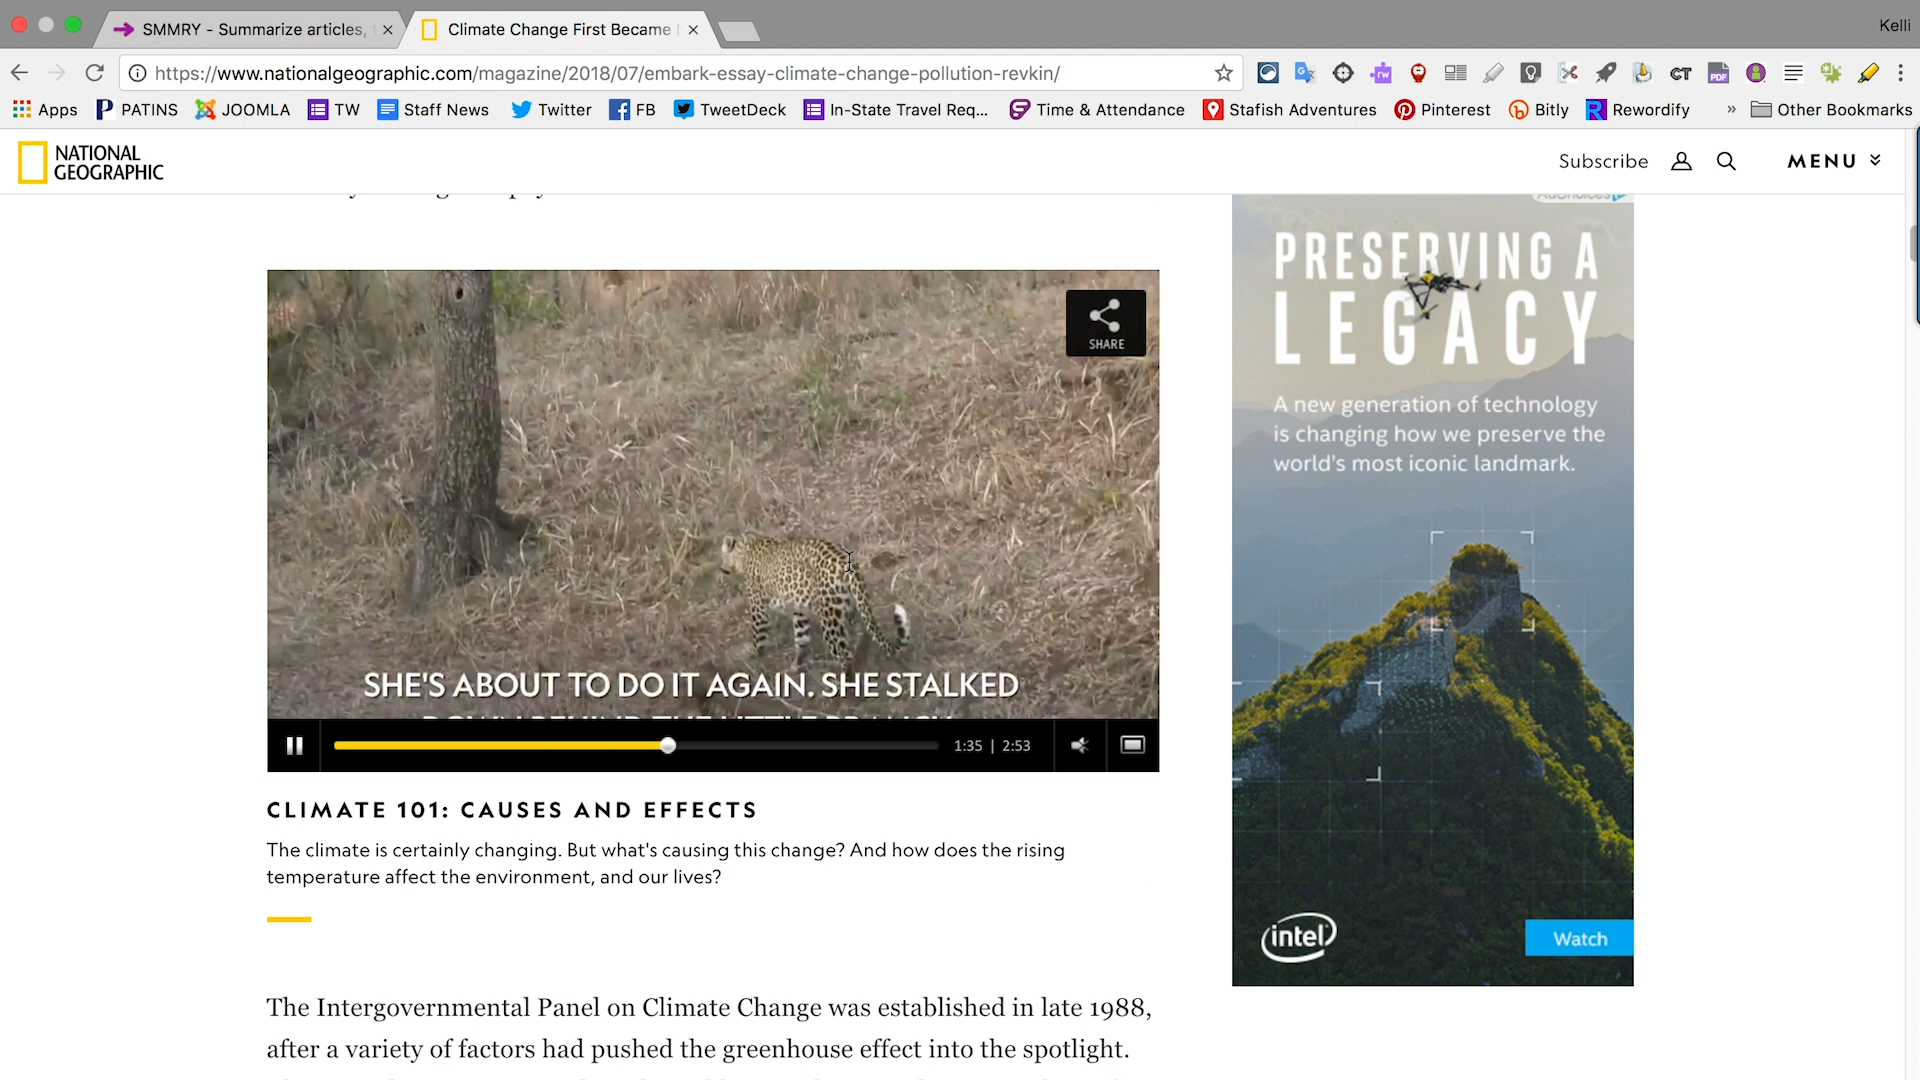 SMMRY - Summarize articles,
Climate Change First Became
Kelli
https://www.nationalgeographic.com/magazine/2018/07/embark-essay-climate-change-pollution-revkin/
Apps PATINS JOOMLA TW Staff News Twitter FB TweetDeck In-State Travel Req... Time & Attendance Stafish Adventures Pinterest Bitly Rewordify » Other Bookmarks
NATIONAL
GEOGRAPHIC
Subscribe
MENU
AdChoices
PRESERVING A
LEGACY
A new generation of technology
is changing how we preserve the
world's most iconic landmark.
intel
Watch
SHARE
SHE'S ABOUT TO DO IT AGAIN. SHE STALKED
DOWN BEHIND THE LITTLE BRANCH
1:35 | 2:53
CLIMATE 101: CAUSES AND EFFECTS
The climate is certainly changing. But what's causing this change? And how does the rising
temperature affect the environment, and our lives?
The Intergovernmental Panel on Climate Change was established in late 1988,
after a variety of factors had pushed the greenhouse effect into the spotlight.